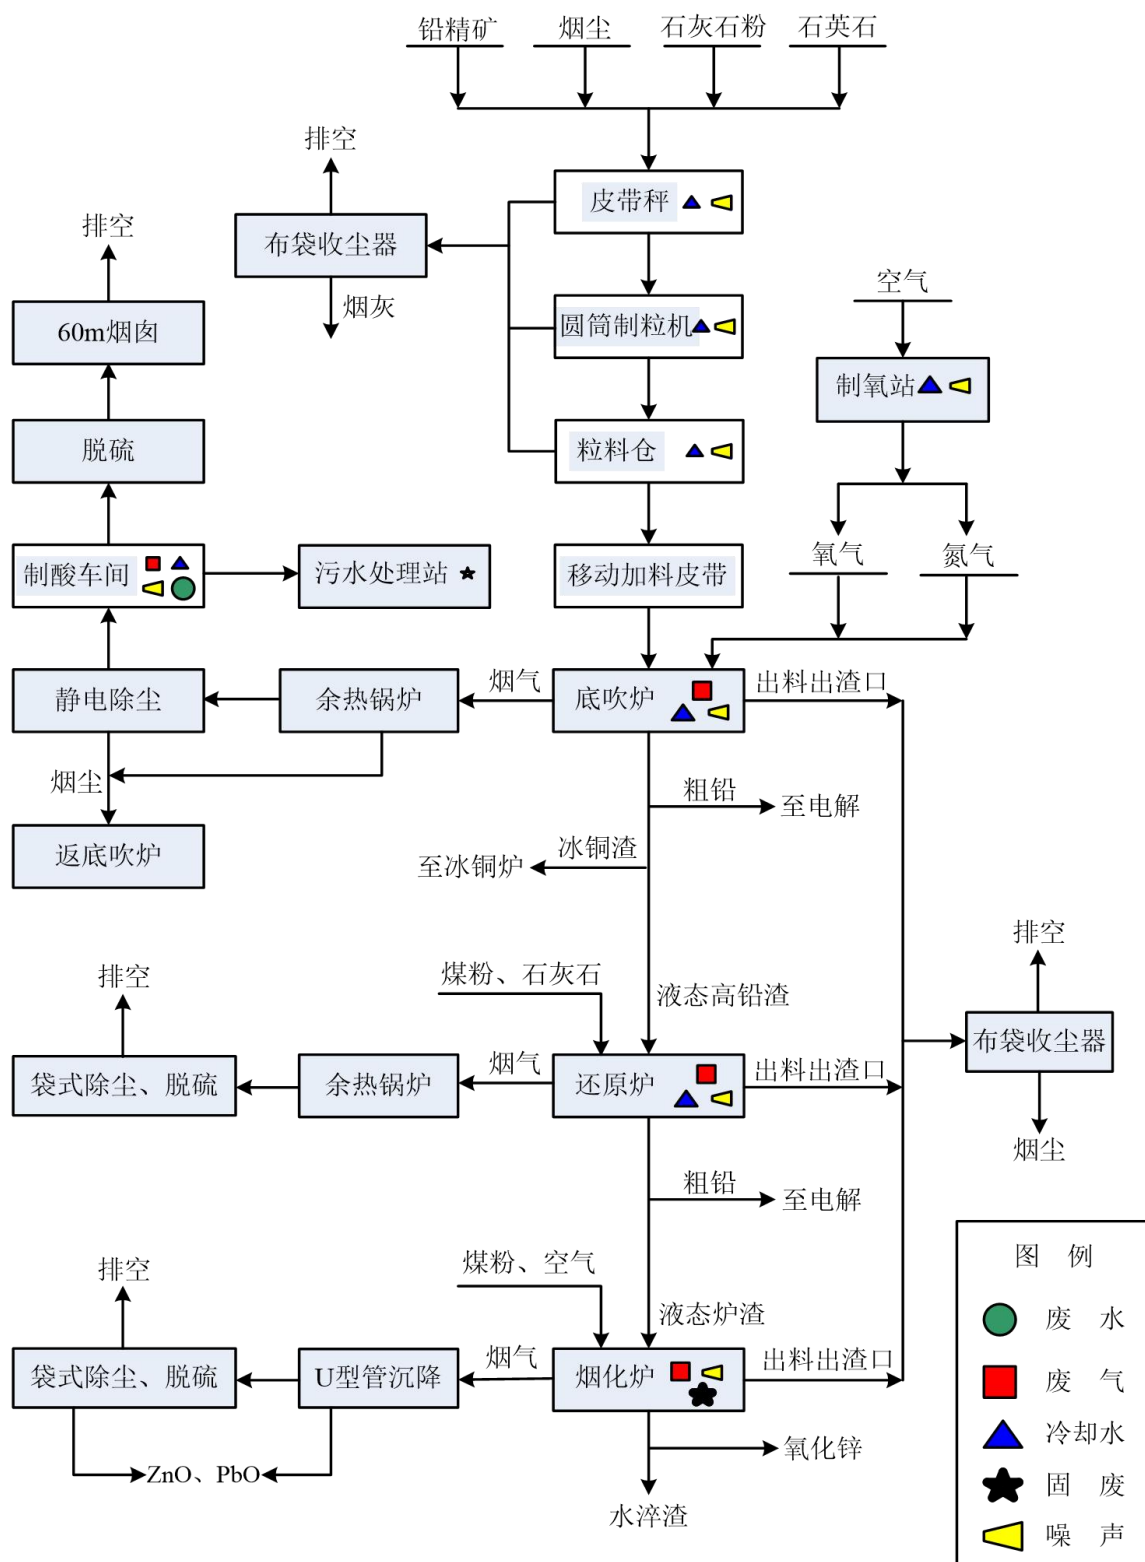 铅精矿
烟尘
石灰石粉
石英石
排空
皮带秤
布袋收尘器
烟灰
排空
60m烟囱
圆筒制粒机
空气
制氧站
脱硫
粒料仓
制酸车间
污水处理站
移动加料皮带
氧气
氮气
静电除尘
余热锅炉
烟气
底吹炉
出料出渣口
烟尘
粗铅
至电解
返底吹炉
至冰铜炉
冰铜渣
排空
煤粉、石灰石
液态高铅渣
排空
布袋收尘器
袋式除尘、脱硫
余热锅炉
烟气
还原炉
出料出渣口
烟尘
粗铅
至电解
排空
煤粉、空气
液态炉渣
袋式除尘、脱硫
U型管沉降
烟气
烟化炉
出料出渣口
ZnO、PbO
氧化锌
水淬渣
图 例
废 水
废 气
冷却水
固 废
噪 声